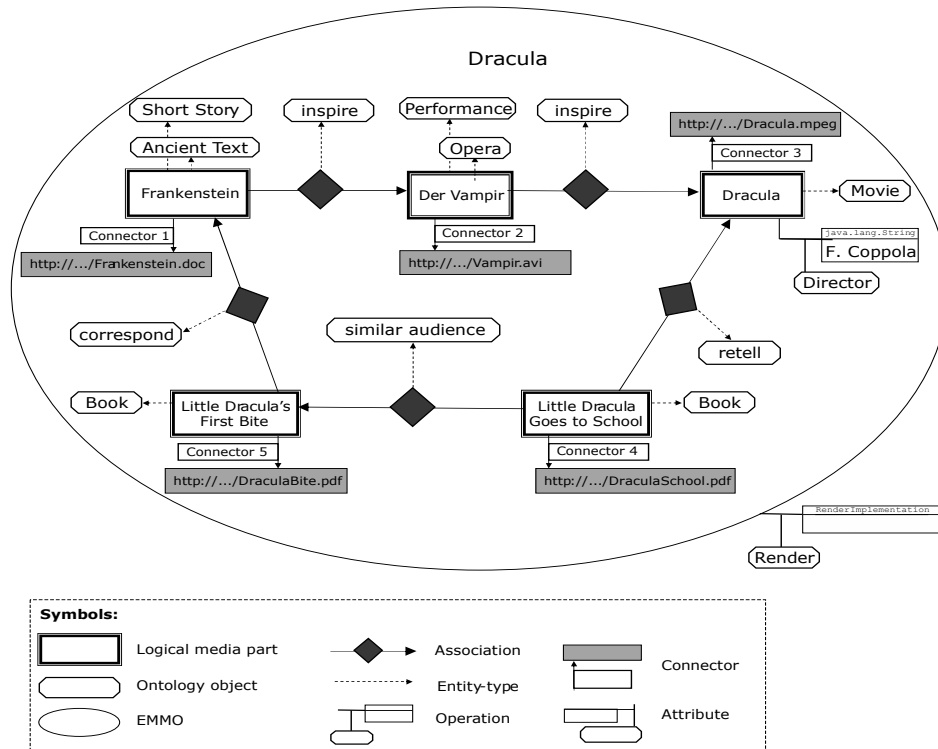 Dracula
Short Story
inspire
Performance
inspire
http://.../Dracula.mpeg
Ancient Text
Opera
Connector 3
Frankenstein
Der Vampir
Dracula
Movie
Connector 1
Connector 2
java.lang.String
F. Coppola
http://.../Frankenstein.doc
http://.../Vampir.avi
Director
correspond
similar audience
retell
Book
Little Dracula's
First Bite
Little Dracula
Goes to School
Book
Connector 5
Connector 4
http://.../DraculaBite.pdf
http://.../DraculaSchool.pdf
RenderImplementation
Render
Symbols:
Logical media part
Association
Connector
Ontology object
Entity-type
EMMO
Operation
Attribute